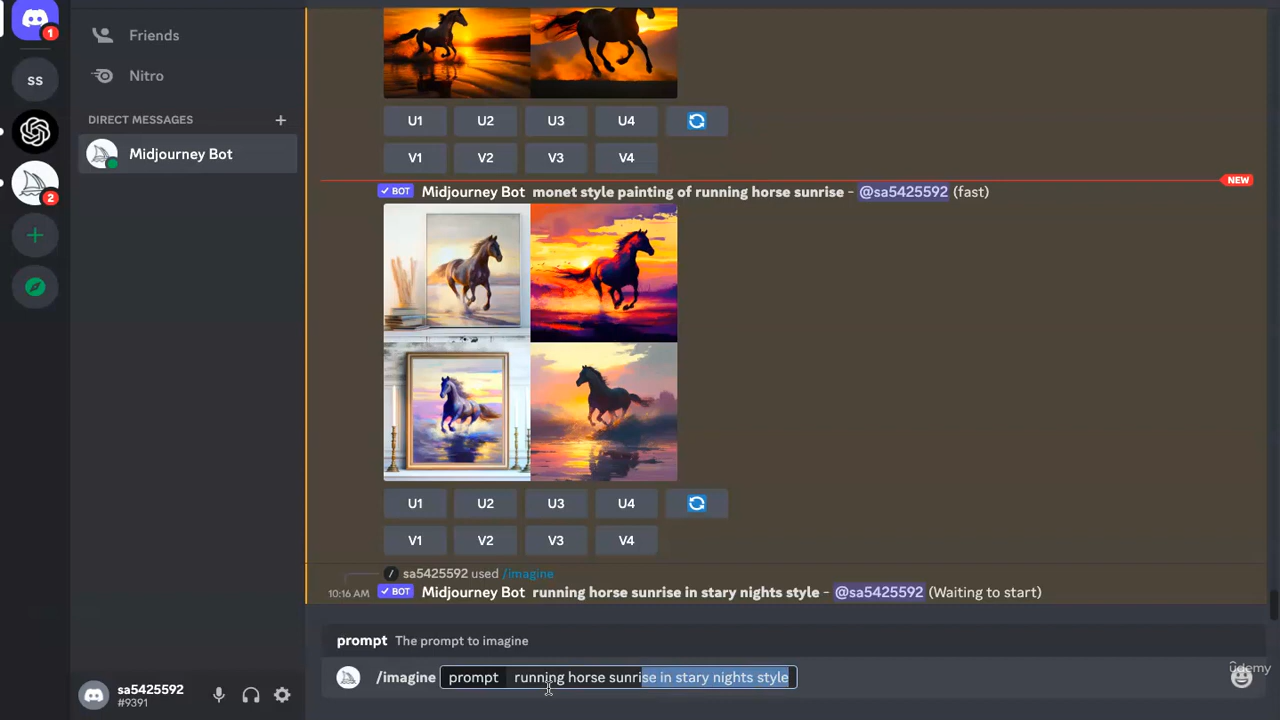 1
Friends
SS
Nitro
DIRECT MESSAGES +
Midjourney Bot
2
U1 U2 U3 U4
V1 V2 V3 V4
NEW
✓ BOT Midjourney Bot monet style painting of running horse sunrise - @sa5425592 (fast)
U1 U2 U3 U4
V1 V2 V3 V4
/ sa5425592 used /imagine
10:16 AM ✓ BOT Midjourney Bot running horse sunrise in stary nights style - @sa5425592 (Waiting to start)
prompt The prompt to imagine
/imagine prompt running horse sunrise in stary nights style
sa5425592
#9391
ûdemy